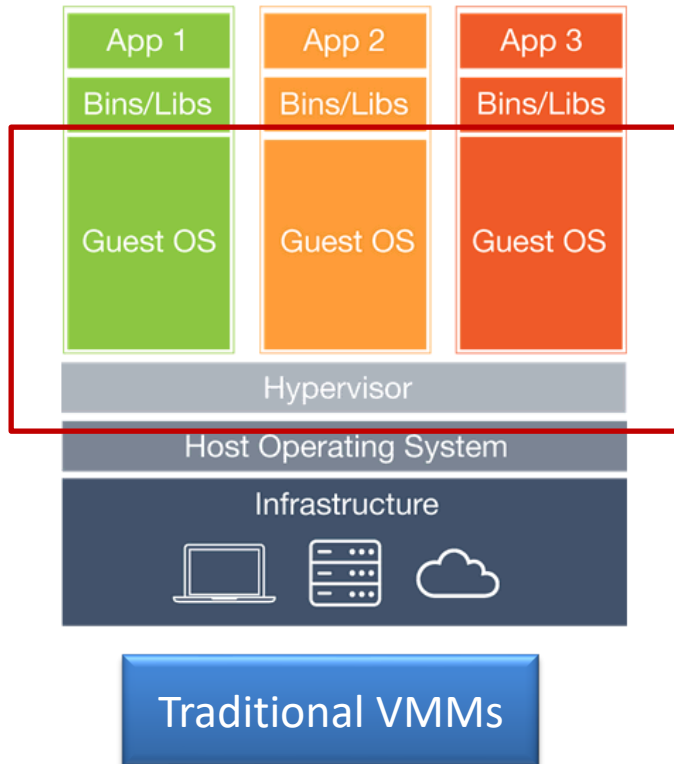 App 1
App 2
App 3
Bins/Libs
Bins/Libs
Bins/Libs
Guest OS
Guest OS
Guest OS
Hypervisor
Host Operating System
Infrastructure
Traditional VMMs